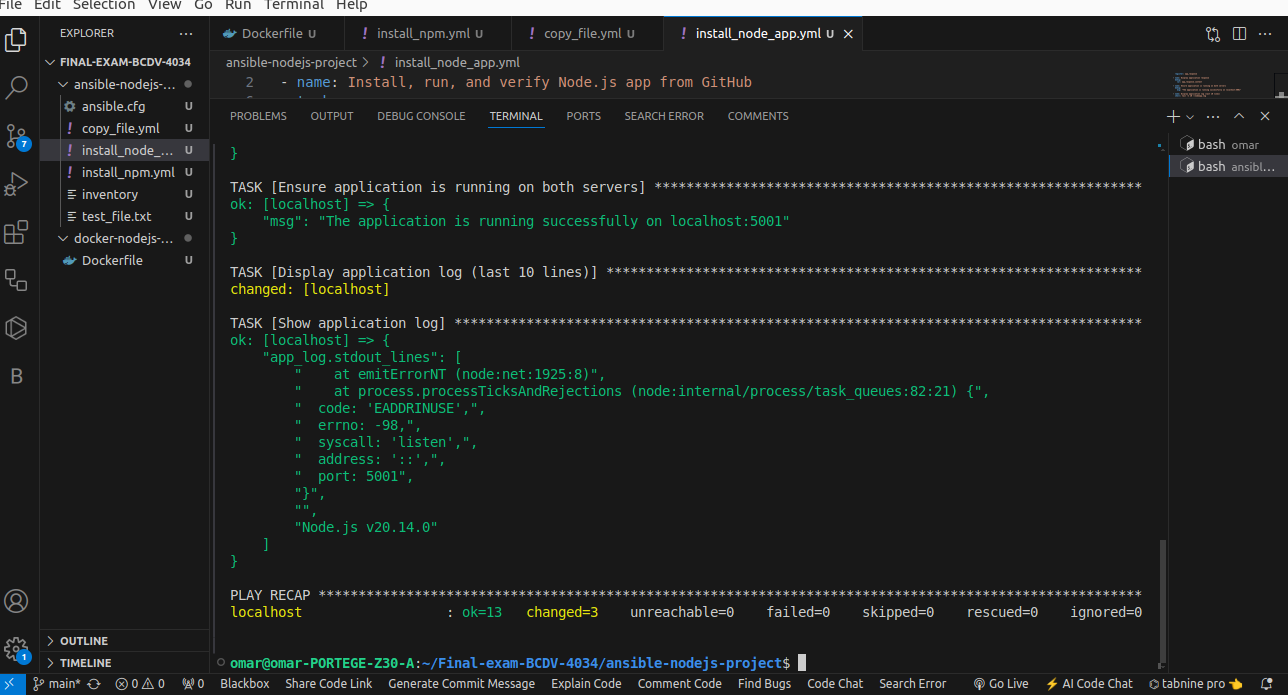 File Edit Selection View Go Run Terminal Help
EXPLORER ···
FINAL-EXAM-BCDV-4034
ansible-nodejs-...
ansible.cfg U
! copy_file.yml U
! install_node_... U
! install_npm.yml U
inventory U
test_file.txt U
docker-nodejs-...
Dockerfile U
OUTLINE
TIMELINE
7
B
1
Dockerfile U ! install_npm.yml U ! copy_file.yml U ! install_node_app.yml U
ansible-nodejs-project > ! install_node_app.yml
2 - name: Install, run, and verify Node.js app from GitHub
PROBLEMS OUTPUT DEBUG CONSOLE TERMINAL PORTS SEARCH ERROR COMMENTS
bash omar
bash ansibl...
}
TASK [Ensure application is running on both servers] *************************************************************
ok: [localhost] => {
"msg": "The application is running successfully on localhost:5001"
}
TASK [Display application log (last 10 lines)] *******************************************************************
changed: [localhost]
TASK [Show application log] **************************************************************************************
ok: [localhost] => {
"app_log.stdout_lines": [
"    at emitErrorNT (node:net:1925:8)",
"    at process.processTicksAndRejections (node:internal/process/task_queues:82:21) {",
"  code: 'EADDRINUSE',",
"  errno: -98,",
"  syscall: 'listen',",
"  address: '::',",
"  port: 5001",
"}",
"",
"Node.js v20.14.0"
]
}
PLAY RECAP *******************************************************************************************************
localhost : ok=13 changed=3 unreachable=0 failed=0 skipped=0 rescued=0 ignored=0
omar@omar-PORTEGE-Z30-A:~/Final-exam-BCDV-4034/ansible-nodejs-project$
main* 0 0 0 Blackbox Share Code Link Generate Commit Message Explain Code Comment Code Find Bugs Code Chat Search Error Go Live AI Code Chat tabnine pro